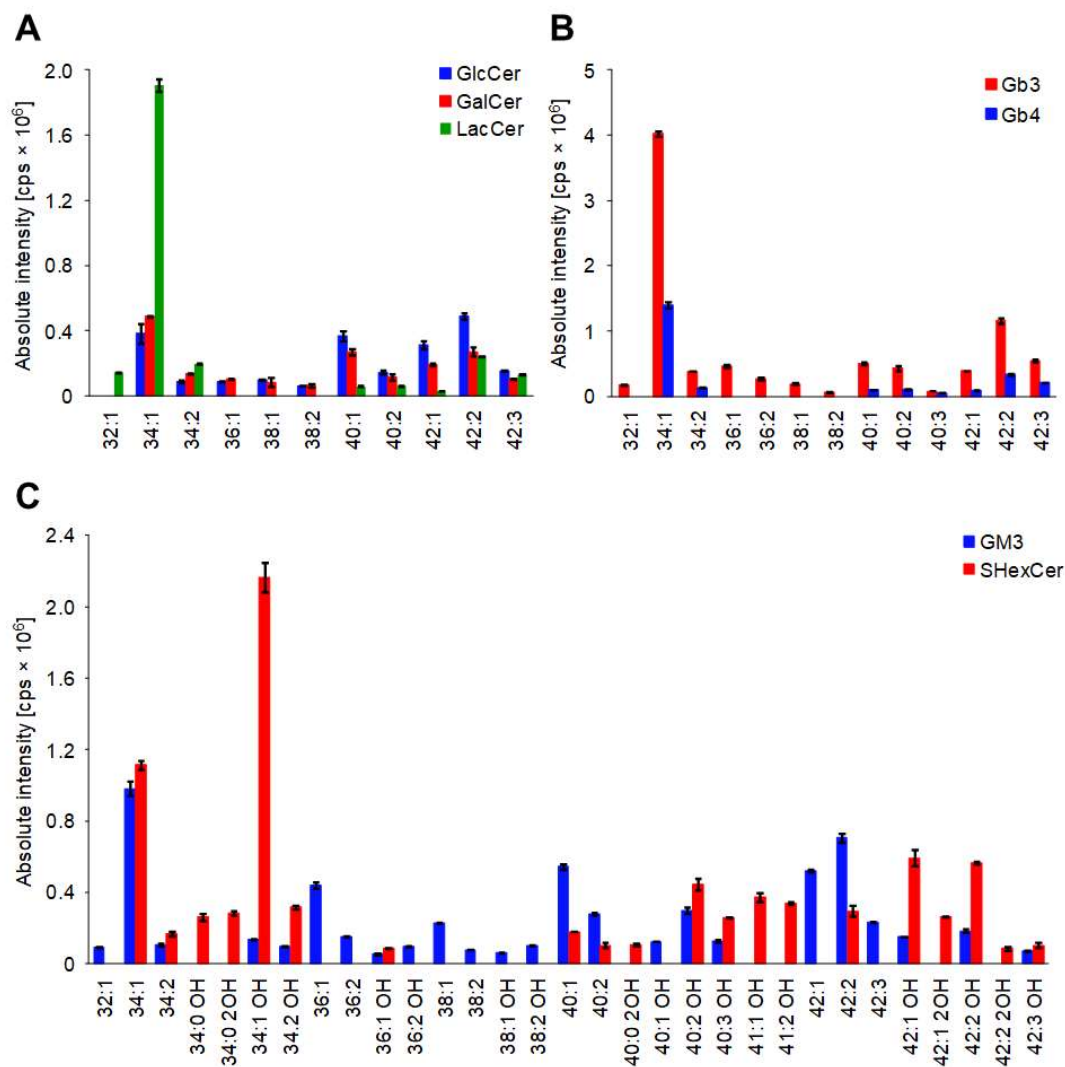 A
GlcCer
GalCer
LacCer
Absolute intensity [cps × 10⁶]
2.0
1.6
1.2
0.8
0.4
0
32:1
34:1
34:2
36:1
38:1
38:2
40:1
40:2
42:1
42:2
42:3
B
Gb3
Gb4
Absolute intensity [cps × 10⁶]
5
4
3
2
1
0
32:1
34:1
34:2
36:1
36:2
38:1
38:2
40:1
40:2
40:3
42:1
42:2
42:3
C
GM3
SHexCer
Absolute intensity [cps × 10⁶]
2.4
2.0
1.6
1.2
0.8
0.4
0
32:1
34:1
34:2
34:0 OH
34:0 2OH
34:1 OH
34.2 OH
36:1
36:2
36:1 OH
36:2 OH
38:1
38:2
38:1 OH
38:2 OH
40:1
40:2
40:0 2OH
40:1 OH
40:2 OH
40:3 OH
41:1 OH
41:2 OH
42:1
42:2
42:3
42:1 OH
42:1 2OH
42:2 OH
42:2 2OH
42:3 OH